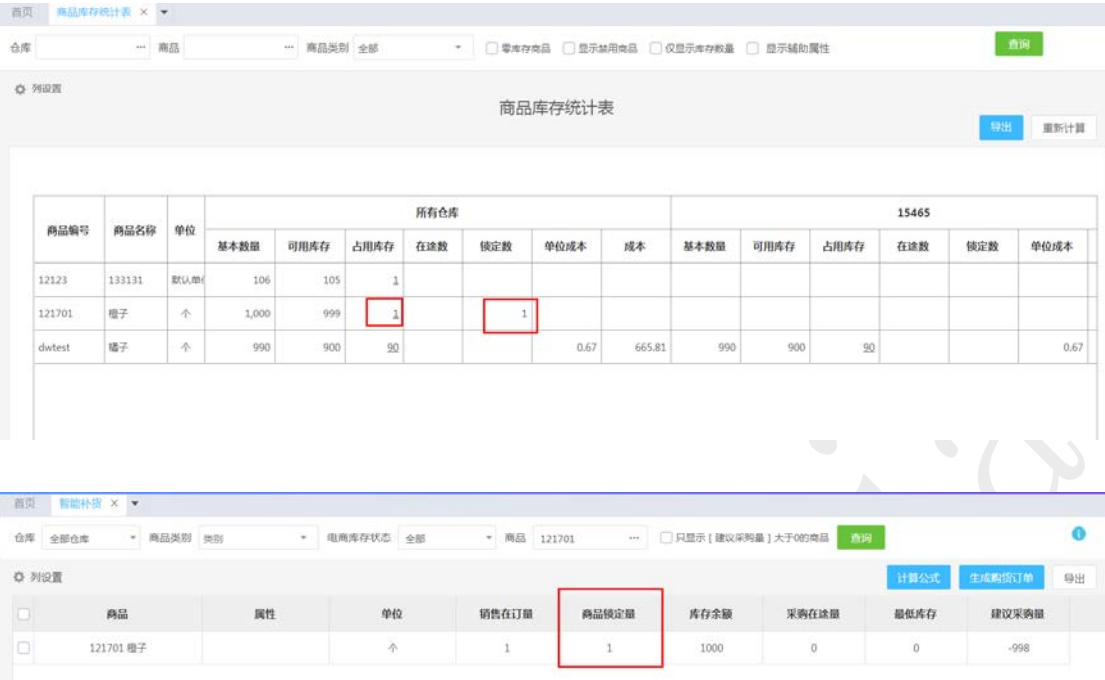 首页 商品库存统计表 ×
仓库 ... 商品 ... 商品类别 全部 零库存商品 显示禁用商品 仅显示库存数量 显示辅助属性 查询
列设置
商品库存统计表
导出 重新计算
商品编号 商品名称 单位 所有仓库 15465
基本数量 可用库存 占用库存 在途数 锁定数 单位成本 成本 基本数量 可用库存 占用库存 在途数 锁定数 单位成本
12123 133131 默认单 106 105 1
121701 橙子 个 1,000 999 1 1
dwtest 橘子 个 990 900 90 0.67 665.81 990 900 90 0.67
首页 智能补货 ×
仓库 全部仓库 商品类别 类别 电商库存状态 全部 商品 121701 ... 只显示 [ 建议采购量 ] 大于0的商品 查询
列设置
计算公式 生成购货订单 导出
商品 属性 单位 销售在订量 商品锁定量 库存余额 采购在途量 最低库存 建议采购量
121701 橙子 个 1 1 1000 0 0 -998